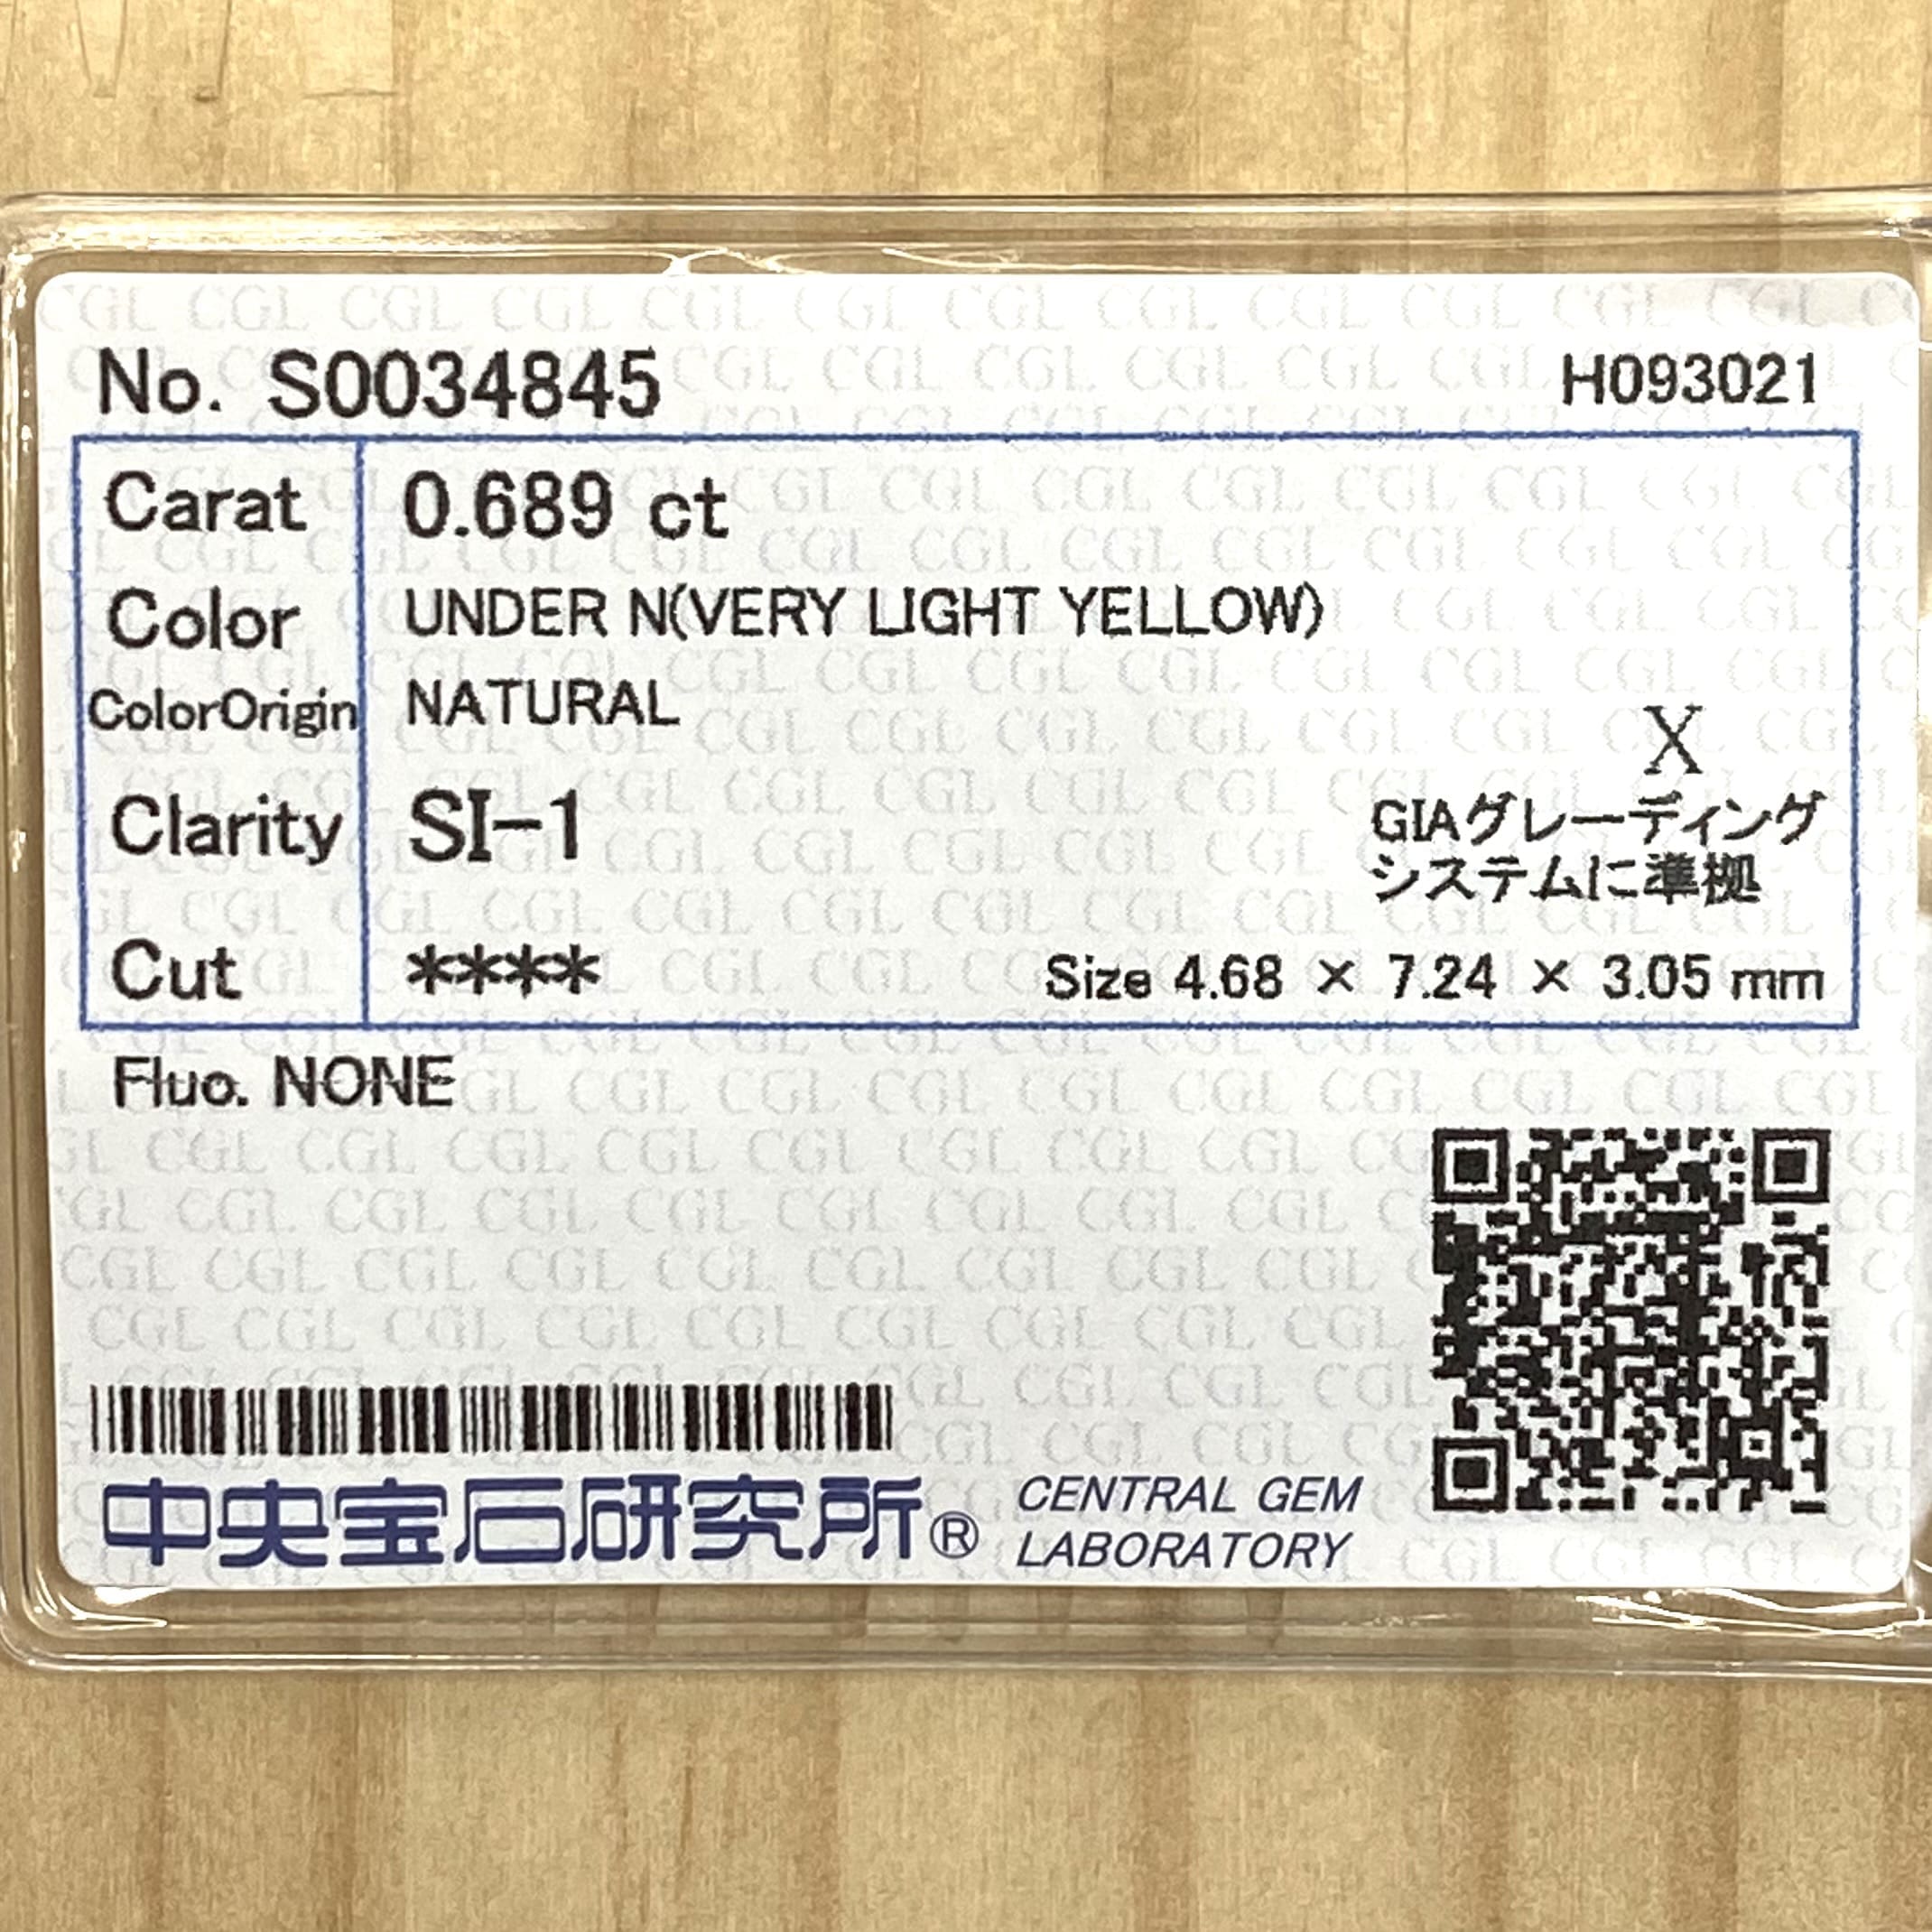 No. S0034845 H093021
Carat 0.689 ct
Color UNDER N(VERY LIGHT YELLOW)
ColorOrigin NATURAL
X
Clarity SI-1
GIAグレーディング
システムに準拠
Cut **** Size 4.68 × 7.24 × 3.05 mm
Fluo. NONE
中央宝石研究所® CENTRAL GEM
LABORATORY